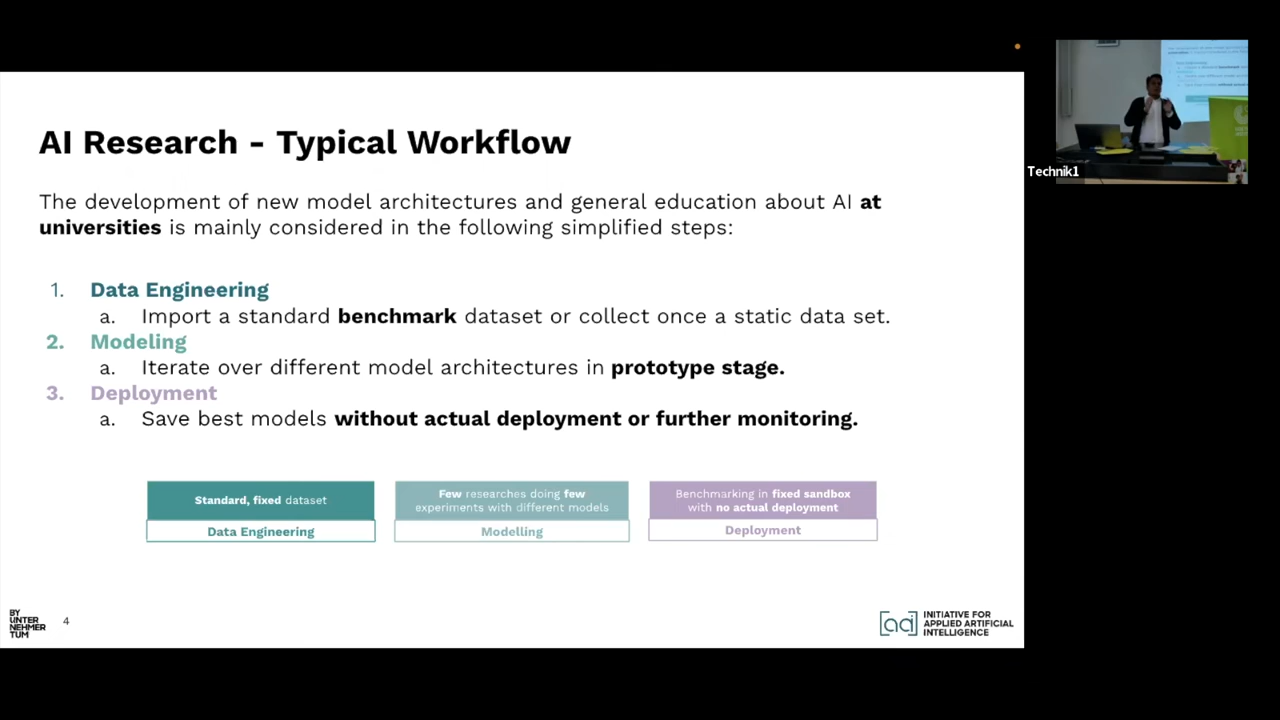 AI Research - Typical Workflow
The development of new model architectures and general education about AI at
universities is mainly considered in the following simplified steps:
1. Data Engineering
a. Import a standard benchmark dataset or collect once a static data set.
2. Modeling
a. Iterate over different model architectures in prototype stage.
3. Deployment
a. Save best models without actual deployment or further monitoring.
Standard, fixed dataset
Data Engineering
Few researches doing few
experiments with different models
Modelling
Benchmarking in fixed sandbox
with no actual deployment
Deployment
BY
UNTER
NEHMER
TUM
4
[ai]
INITIATIVE FOR
APPLIED ARTIFICIAL
INTELLIGENCE
Technik1